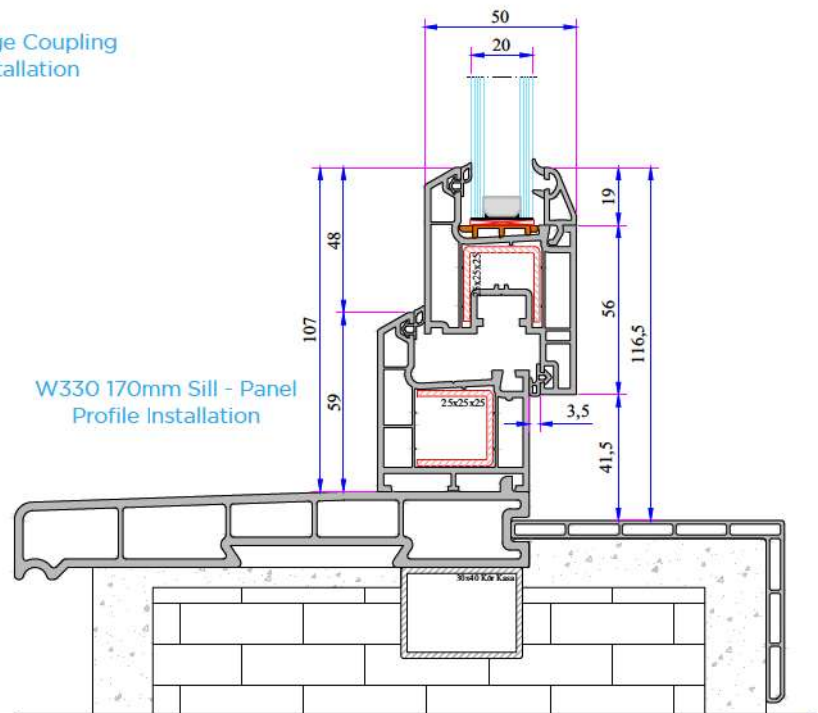 ge Coupling
tallation
50
20
19
48
56
107
116,5
25x25x25
W330 170mm Sill - Panel
Profile Installation
59
25x25x25
3,5
41,5
30x40 Kör Kasa